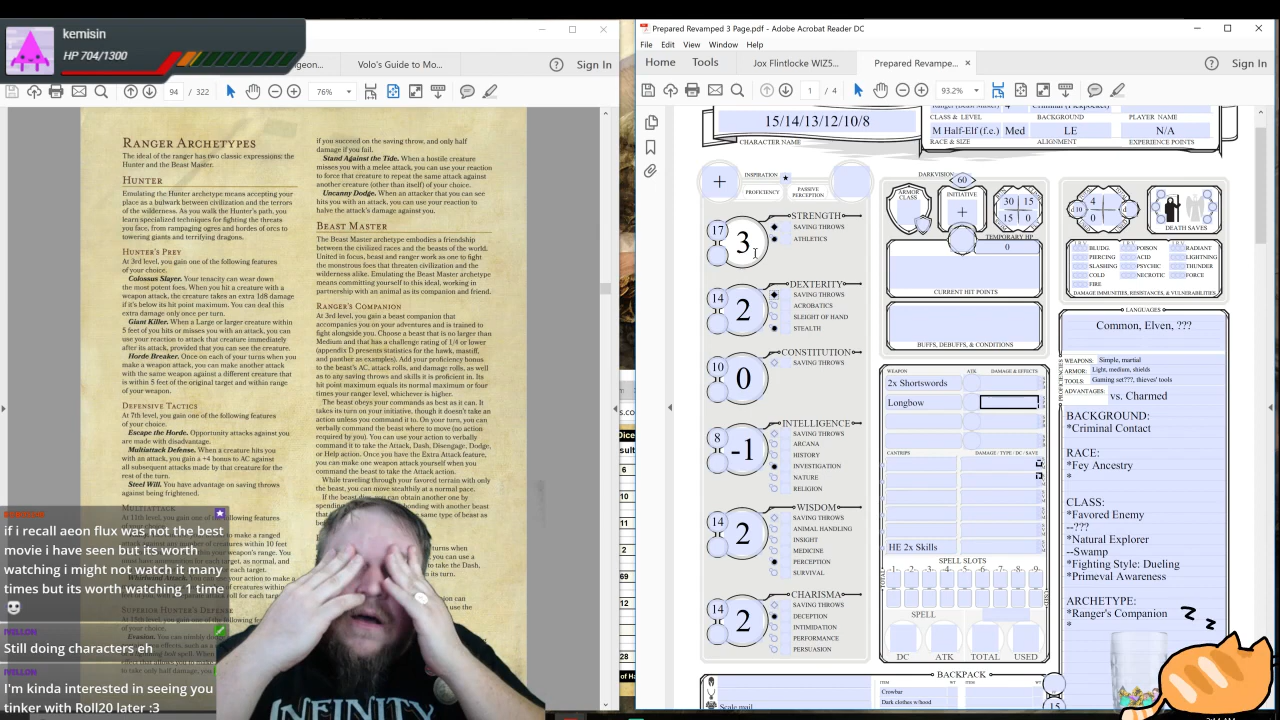 kemisin
HP 704/1300
geon...
Volo's Guide to Mo...
Sign In
94 / 322
76%
RANGER ARCHETYPES
The ideal of the ranger has two classic expressions: the
Hunter and the Beast Master.
HUNTER
Emulating the Hunter archetype means accepting your
place as a bulwark between civilization and the terrors
of the wilderness. As you walk the Hunter's path, you
learn specialized techniques for fighting the threats
you face, from rampaging ogres and hordes of orcs to
towering giants and terrifying dragons.
HUNTER'S PREY
At 3rd level, you gain one of the following features
of your choice.
Colossus Slayer. Your tenacity can wear down
the most potent foes. When you hit a creature with a
weapon attack, the creature takes an extra 1d8 damage
if it's below its hit point maximum. You can deal this
extra damage only once per turn.
Giant Killer. When a Large or larger creature within
5 feet of you hits or misses you with an attack, you can
use your reaction to attack that creature immediately
after its attack, provided that you can see the creature.
Horde Breaker. Once on each of your turns when
you make a weapon attack, you can make another attack
with the same weapon against a different creature that
is within 5 feet of the original target and within range
of your weapon.
DEFENSIVE TACTICS
At 7th level, you gain one of the following features
of your choice.
Escape the Horde. Opportunity attacks against you
are made with disadvantage.
Multiattack Defense. When a creature hits you
with an attack, you gain a +4 bonus to AC against
all subsequent attacks made by that creature for the
rest of the turn.
Steel Will. You have advantage on saving throws
against being frightened.
MULTIATTACK
if you succeed on the saving throw, and only half
damage if you fail.
Stand Against the Tide. When a hostile creature
misses you with a melee attack, you can use your reaction
to force that creature to repeat the same attack against
another creature (other than itself) of your choice.
Uncanny Dodge. When an attacker that you can see
hits you with an attack, you can use your reaction to
halve the attack's damage against you.
BEAST MASTER
The Beast Master archetype embodies a friendship
between the civilized races and the beasts of the world.
United in focus, beast and ranger work as one to fight
the monstrous foes that threaten civilization and the
wilderness alike. Emulating the Beast Master archetype
means committing yourself to this ideal, working in
partnership with an animal as its companion and friend.
RANGER'S COMPANION
At 3rd level, you gain a beast companion that
accompanies you on your adventures and is trained to
fight alongside you. Choose a beast that is no larger than
Medium and that has a challenge rating of 1/4 or lower
(appendix D presents statistics for the hawk, mastiff,
and panther as examples). Add your proficiency bonus
to the beast's AC, attack rolls, and damage rolls, as well
as to any saving throws and skills it is proficient in. Its
hit point maximum equals its normal maximum or four
times your ranger level, whichever is higher.
The beast obeys your commands as best as it can. It
takes its turn on your initiative, though it doesn't take an
action unless you command it. On your turn, you can
verbally command the beast where to move (no action
required by you). You can use your action to verbally
command it to take the Attack, Dash, Disengage, Dodge,
or Help action. Once you have the Extra Attack feature,
you can make one weapon attack yourself when you
command the beast to take the Attack action.
While traveling through your favored terrain with only
the beast, you can move stealthily at a normal pace.
if i recall aeon flux was not the best
movie i have seen but its worth
watching i might not watch it many
times but its worth watching 1 time
Still doing characters eh
I'm kinda interested in seeing you
tinker with Roll20 later :3
INFINITY
Prepared Revamped 3 Page.pdf - Adobe Acrobat Reader DC
File Edit View Window Help
Home Tools Jox Flintlocke WIZS... Prepared Revampe... × Sign In
1 / 4
93.2%
15/14/13/12/10/8
CHARACTER NAME
CLASS & LEVEL BACKGROUND PLAYER NAME
M Half-Elf (f.e.) Med LE N/A
RACE & SIZE ALIGNMENT EXPERIENCE POINTS
INSPIRATION
PROFICIENCY
PASSIVE PERCEPTION
17
3
STRENGTH
SAVING THROWS
ATHLETICS
14
2
DEXTERITY
SAVING THROWS
ACROBATICS
SLEIGHT OF HAND
STEALTH
10
0
CONSTITUTION
SAVING THROWS
8
-1
INTELLIGENCE
SAVING THROWS
ARCANA
HISTORY
INVESTIGATION
NATURE
RELIGION
14
2
WISDOM
SAVING THROWS
ANIMAL HANDLING
INSIGHT
MEDICINE
PERCEPTION
SURVIVAL
14
2
CHARISMA
SAVING THROWS
DECEPTION
INTIMIDATION
PERFORMANCE
PERSUASION
DARKVISION
60
ARMOR CLASS
INITIATIVE
30 15
15 0
TEMPORARY HP
0
CURRENT HIT POINTS
BUFFS, DEBUFFS, & CONDITIONS
d10 4
0 d
DEATH SAVES
BLUDG. POISON RADIANT
PIERCING ACID LIGHTNING
SLASHING PSYCHIC THUNDER
COLD NECROTIC FORCE
FIRE
DAMAGE IMMUNITIES, RESISTANCES, & VULNERABILITIES
WEAPON ATK DAMAGE & EFFECTS
2x Shortswords
Longbow
CANTRIPS DAMAGE / TYPE / DC / SAVE
HE 2x Skills
SPELL SLOTS
SPELL
DC ATK TOTAL USED
LANGUAGES
Common, Elven, ???
PROFICIENCIES
WEAPONS: Simple, martial
ARMOR: Light, medium, shields
TOOLS: Gaming set???, thieves' tools
ADVANTAGES: vs. Charmed
BACKGROUND:
*Criminal Contact
RACE:
*Fey Ancestry
CLASS:
*Favored Enemy
--???
*Natural Explorer
--Swamp
*Fighting Style: Dueling
*Primeval Awareness
ARCHETYPE:
*Ranger's Companion
*
BACKPACK
ITEM WT ITEM WT
Scale mail
Crowbar
Dark clothes w/hood
15